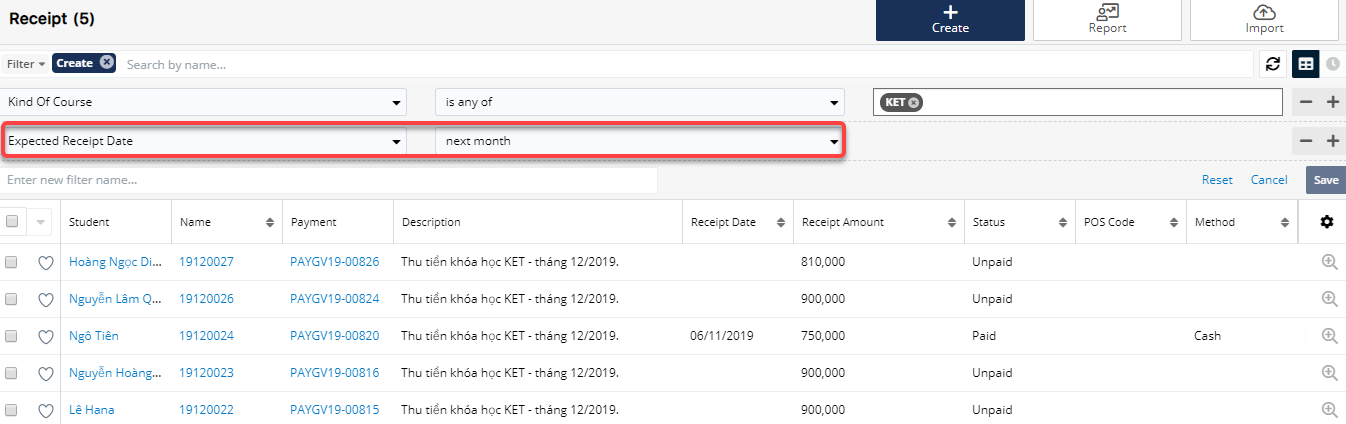 Receipt (5)
Create
Report
Import
Filter
Create
Search by name...
Kind Of Course
is any of
KET
Expected Receipt Date
next month
Enter new filter name...
Reset
Cancel
Save
Student Name Payment Description Receipt Date Receipt Amount Status POS Code Method
Hoàng Ngọc Di... 19120027 PAYGV19-00826 Thu tiền khóa học KET - tháng 12/2019. 810,000 Unpaid
Nguyễn Lâm Q... 19120026 PAYGV19-00824 Thu tiền khóa học KET - tháng 12/2019. 900,000 Unpaid
Ngô Tiên 19120024 PAYGV19-00820 Thu tiền khóa học KET - tháng 12/2019. 06/11/2019 750,000 Paid Cash
Nguyễn Hoàng... 19120023 PAYGV19-00816 Thu tiền khóa học KET - tháng 12/2019. 900,000 Unpaid
Lê Hana 19120022 PAYGV19-00815 Thu tiền khóa học KET - tháng 12/2019. 900,000 Unpaid